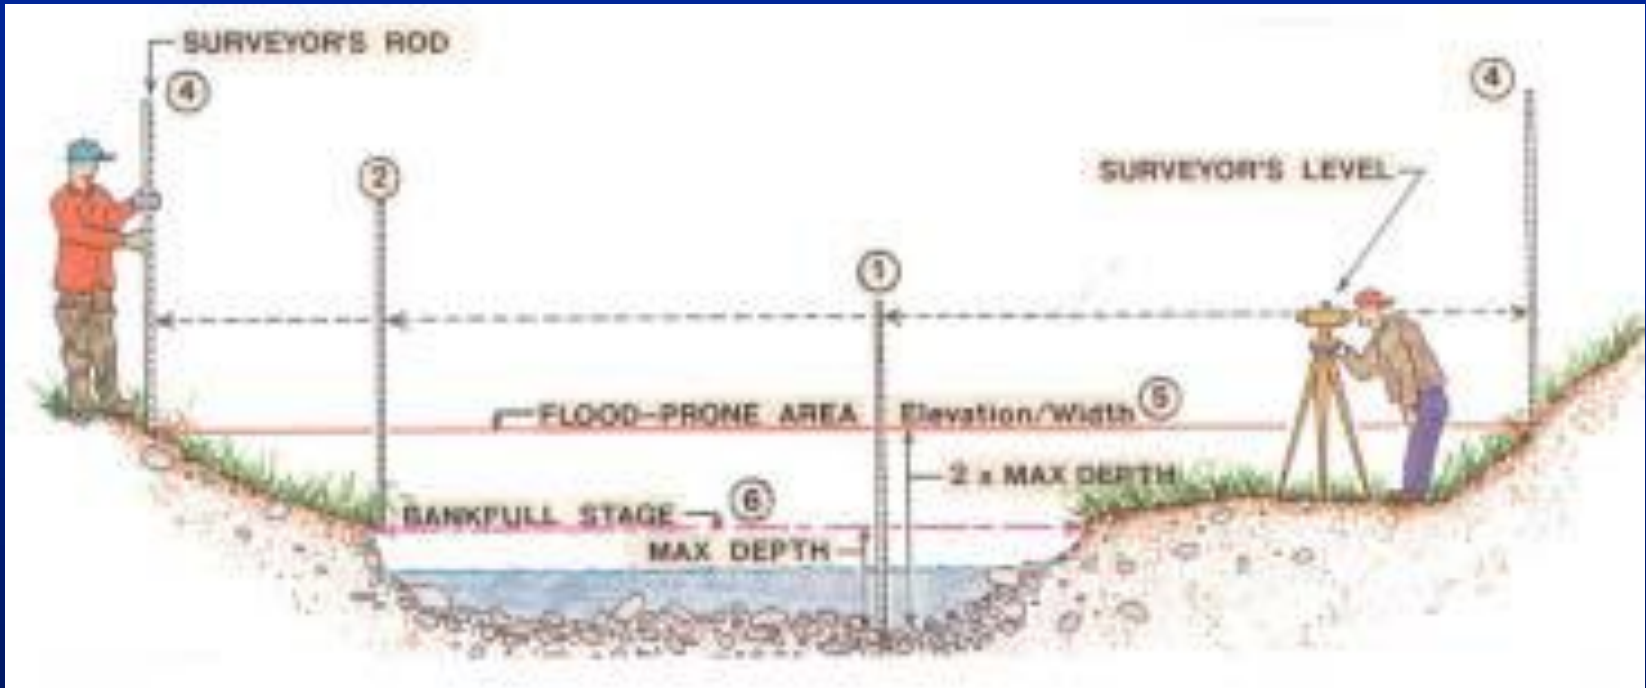 SURVEYOR'S ROD
4
4
2
SURVEYOR'S LEVEL
1
FLOOD-PRONE AREA Elevation/Width 5
2 x MAX DEPTH
BANKFULL STAGE 6
MAX DEPTH